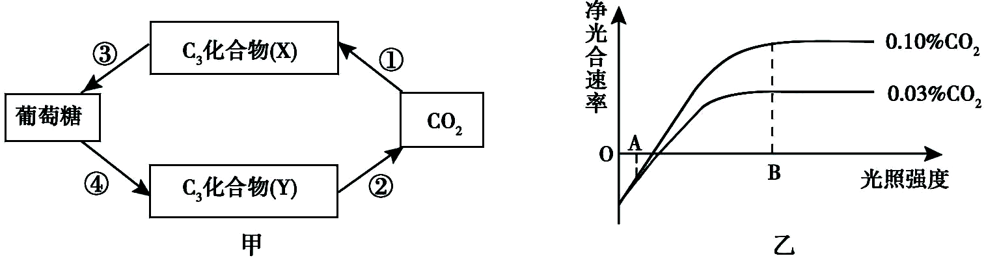 C₃化合物(X)
③
①
葡萄糖
CO₂
④
②
C₃化合物(Y)
甲
净光合速率
0.10%CO₂
0.03%CO₂
O
A
B
光照强度
乙